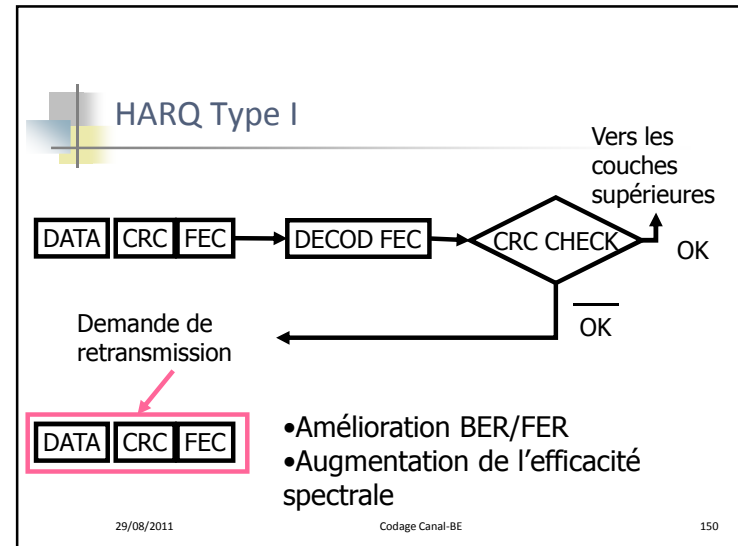 HARQ Type I
Vers les
couches
supérieures
DATA CRC FEC DECOD FEC CRC CHECK OK
OK
Demande de
retransmission
DATA CRC FEC
•Amélioration BER/FER
•Augmentation de l’efficacité
spectrale
29/08/2011 Codage Canal-BE 150